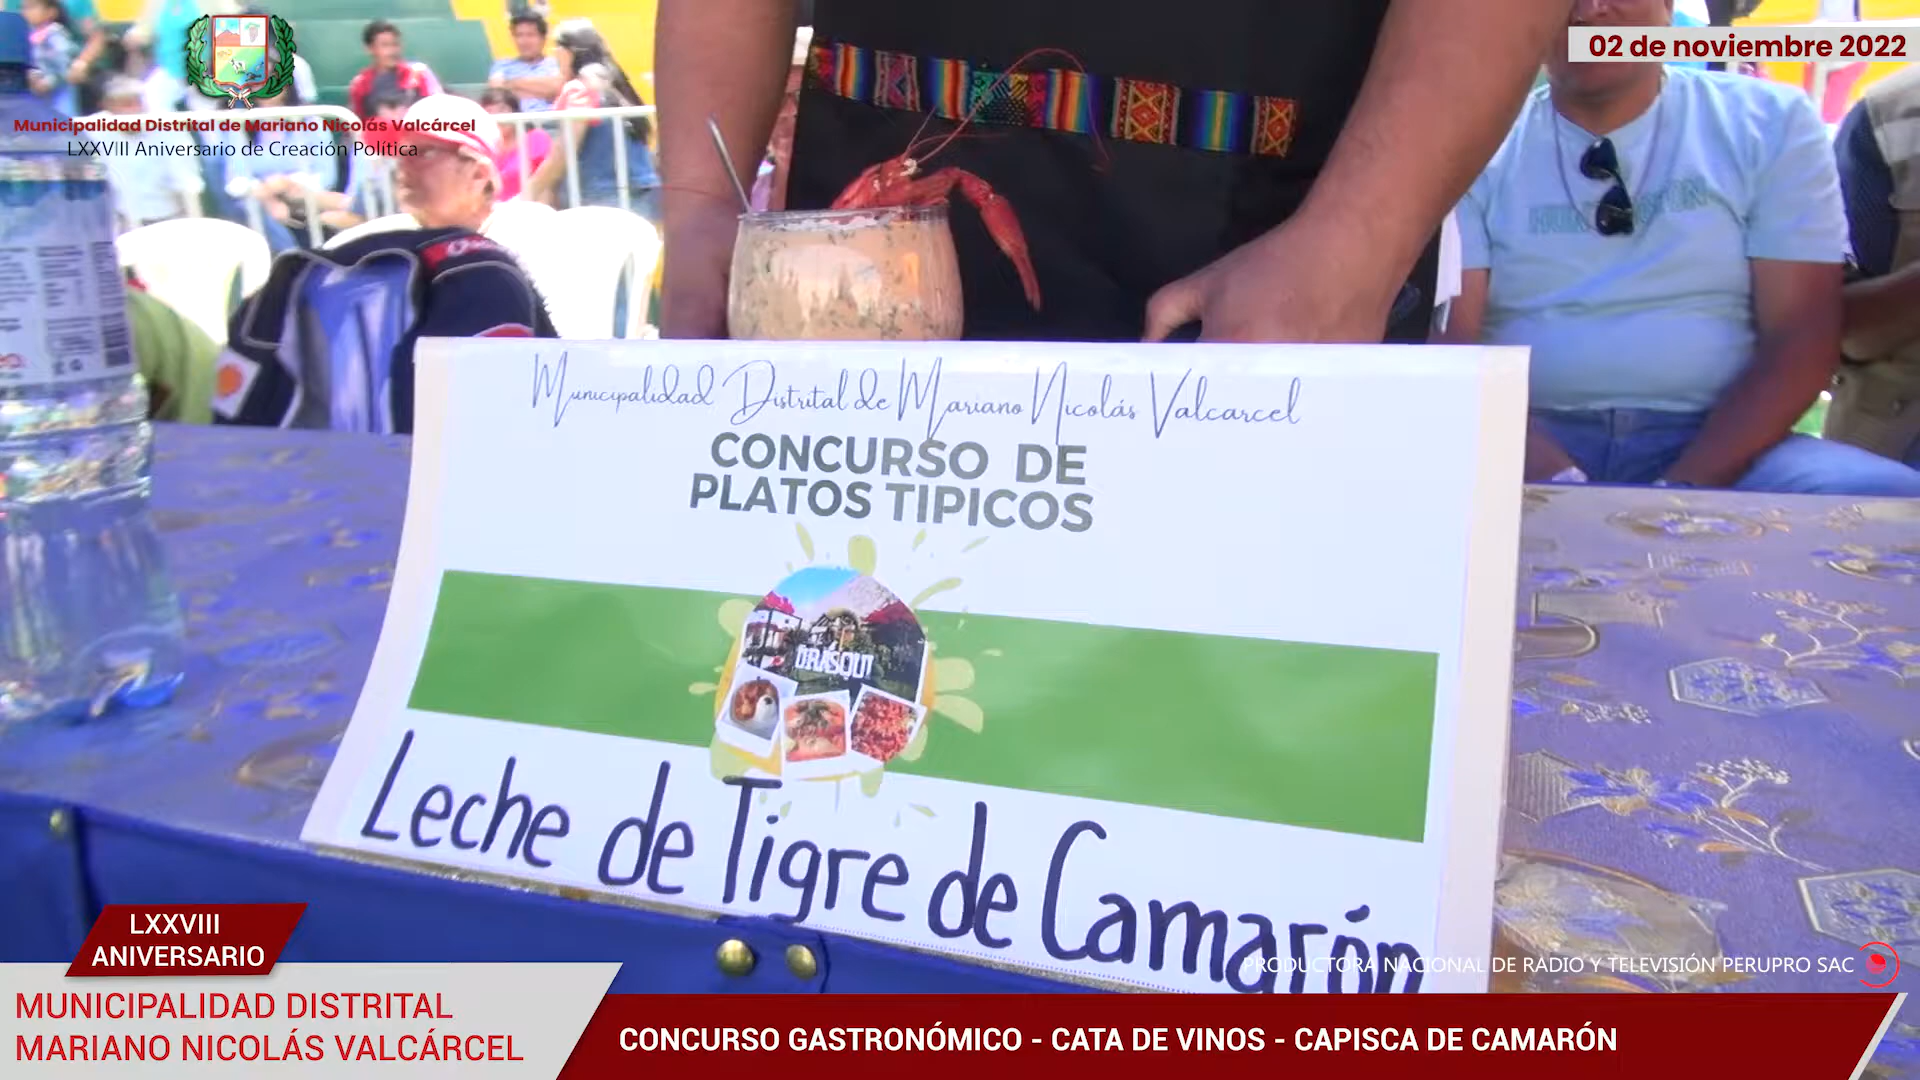 02 de noviembre 2022
Municipalidad Distrital de Mariano Nicolás Valcárcel
LXXVIII Aniversario de Creación Política
Municipalidad Distrital de Mariano Nicolás Valcarcel
CONCURSO DE
PLATOS TIPICOS
URASQUI
Leche de Tigre de Camarón
PRODUCTORA NACIONAL DE RADIO Y TELEVISIÓN PERUPRO SAC
LXXVIII
ANIVERSARIO
MUNICIPALIDAD DISTRITAL
MARIANO NICOLÁS VALCÁRCEL
CONCURSO GASTRONÓMICO - CATA DE VINOS - CAPISCA DE CAMARÓN